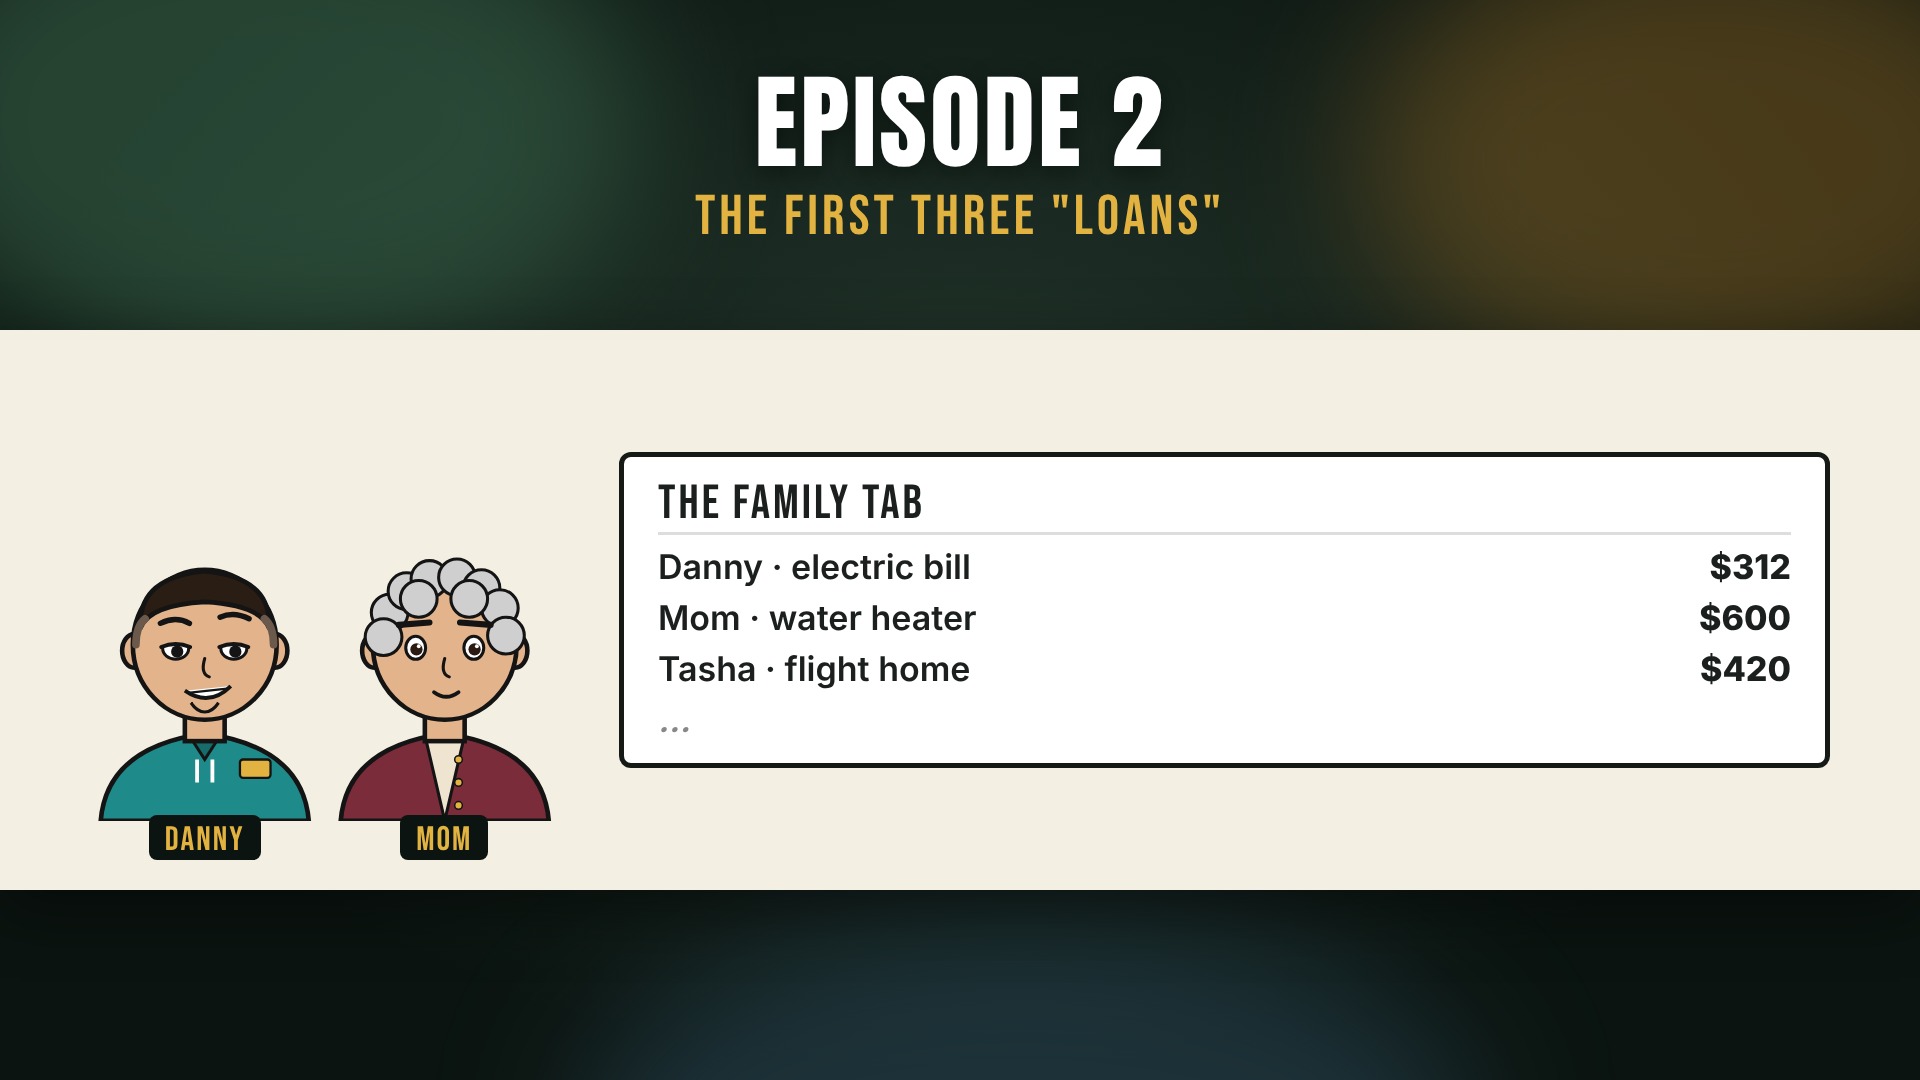 EPISODE 2
THE FIRST THREE "LOANS"
THE FAMILY TAB
Danny · electric bill $312
Mom · water heater $600
Tasha · flight home $420
...
DANNY
MOM